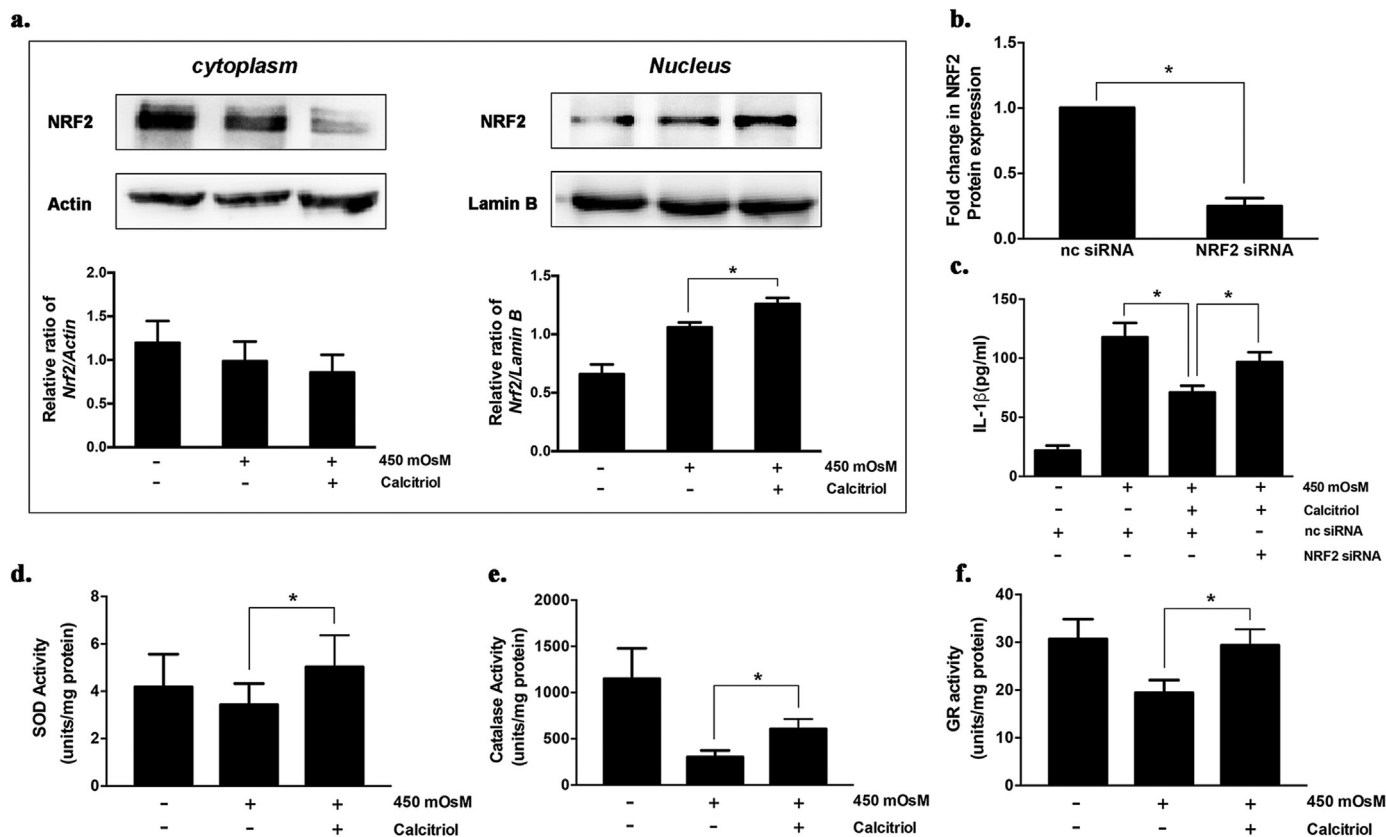 a.
cytoplasm
Nucleus
NRF2
NRF2
Actin
Lamin B
Relative ratio of
Nrf2/Actin
2.0
1.5
1.0
0.5
0.0
- + + 450 mOsM
- - + Calcitriol
Relative ratio of
Nrf2/Lamin B
1.5
*
1.0
0.5
0.0
- + + 450 mOsM
- - + Calcitriol
b.
Fold change in NRF2
Protein expression
1.5
*
1.0
0.5
0.0
nc siRNA NRF2 siRNA
c.
IL-1β(pg/ml)
150
* *
100
50
0
- + + + 450 mOsM
- - + + Calcitriol
+ + + - nc siRNA
- - - + NRF2 siRNA
d.
SOD Activity
(units/mg protein)
8
*
6
4
2
0
- + + 450 mOsM
- - + Calcitriol
e.
Catalase Activity
(units/mg protein)
2000
1500
*
1000
500
0
- + + 450 mOsM
- - + Calcitriol
f.
GR activity
(units/mg protein)
40
*
30
20
10
0
- + + 450 mOsM
- - + Calcitriol